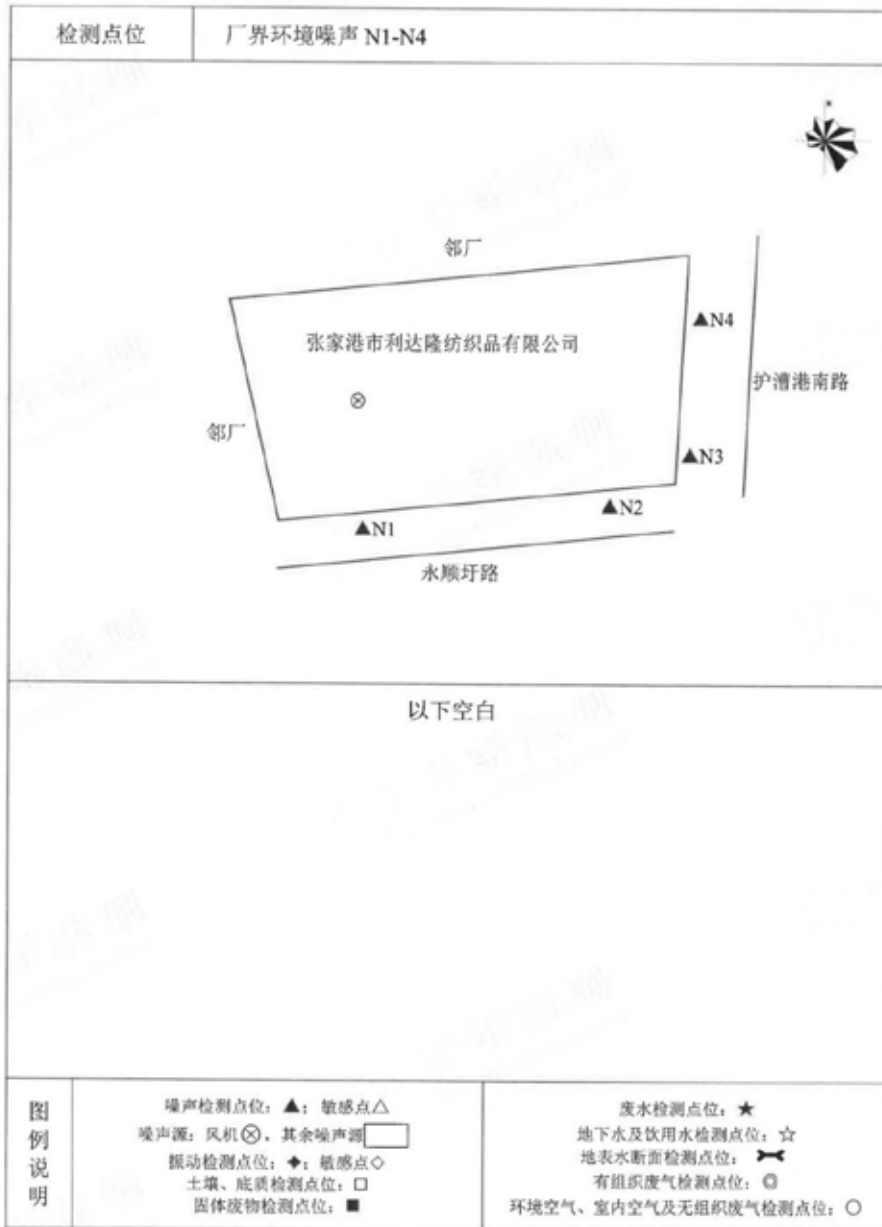 检测点位 厂界环境噪声 N1-N4
邻厂
▲N4
张家港市利达隆纺织品有限公司
护漕港南路
邻厂
▲N3
▲N2
▲N1
永顺圩路
以下空白
图例说明
噪声检测点位：▲；敏感点△
噪声源：风机⊗，其余噪声源□
振动检测点位：◆；敏感点◇
土壤、底质检测点位：□
固体废物检测点位：■
废水检测点位：★
地下水及饮用水检测点位：☆
地表水断面检测点位：
有组织废气检测点位：◎
环境空气、室内空气及无组织废气检测点位：○